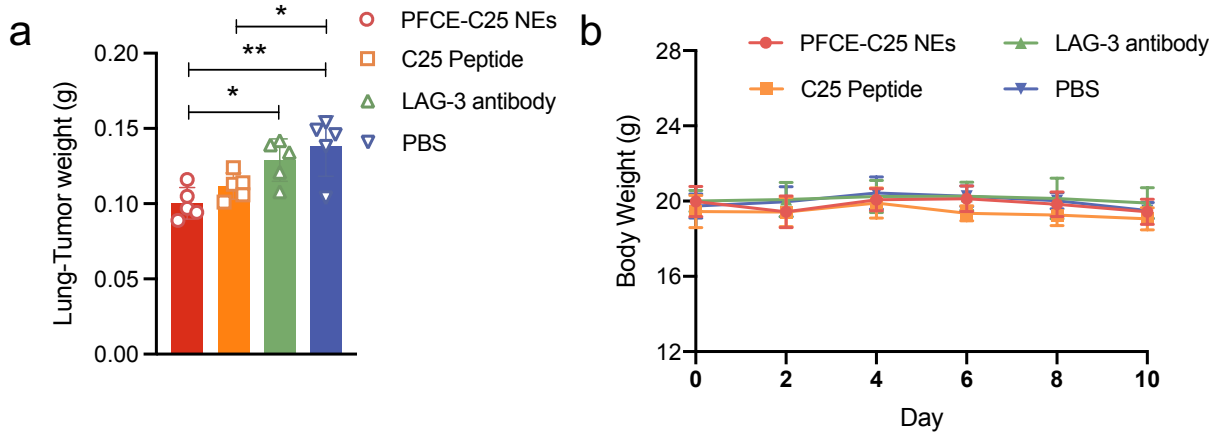 a
*
**
*
Lung-Tumor weight (g)
0.20
0.15
0.10
0.05
0.00
PFCE-C25 NEs
C25 Peptide
LAG-3 antibody
PBS
b
PFCE-C25 NEs
LAG-3 antibody
C25 Peptide
PBS
Body Weight (g)
28
24
20
16
12
0 2 4 6 8 10
Day